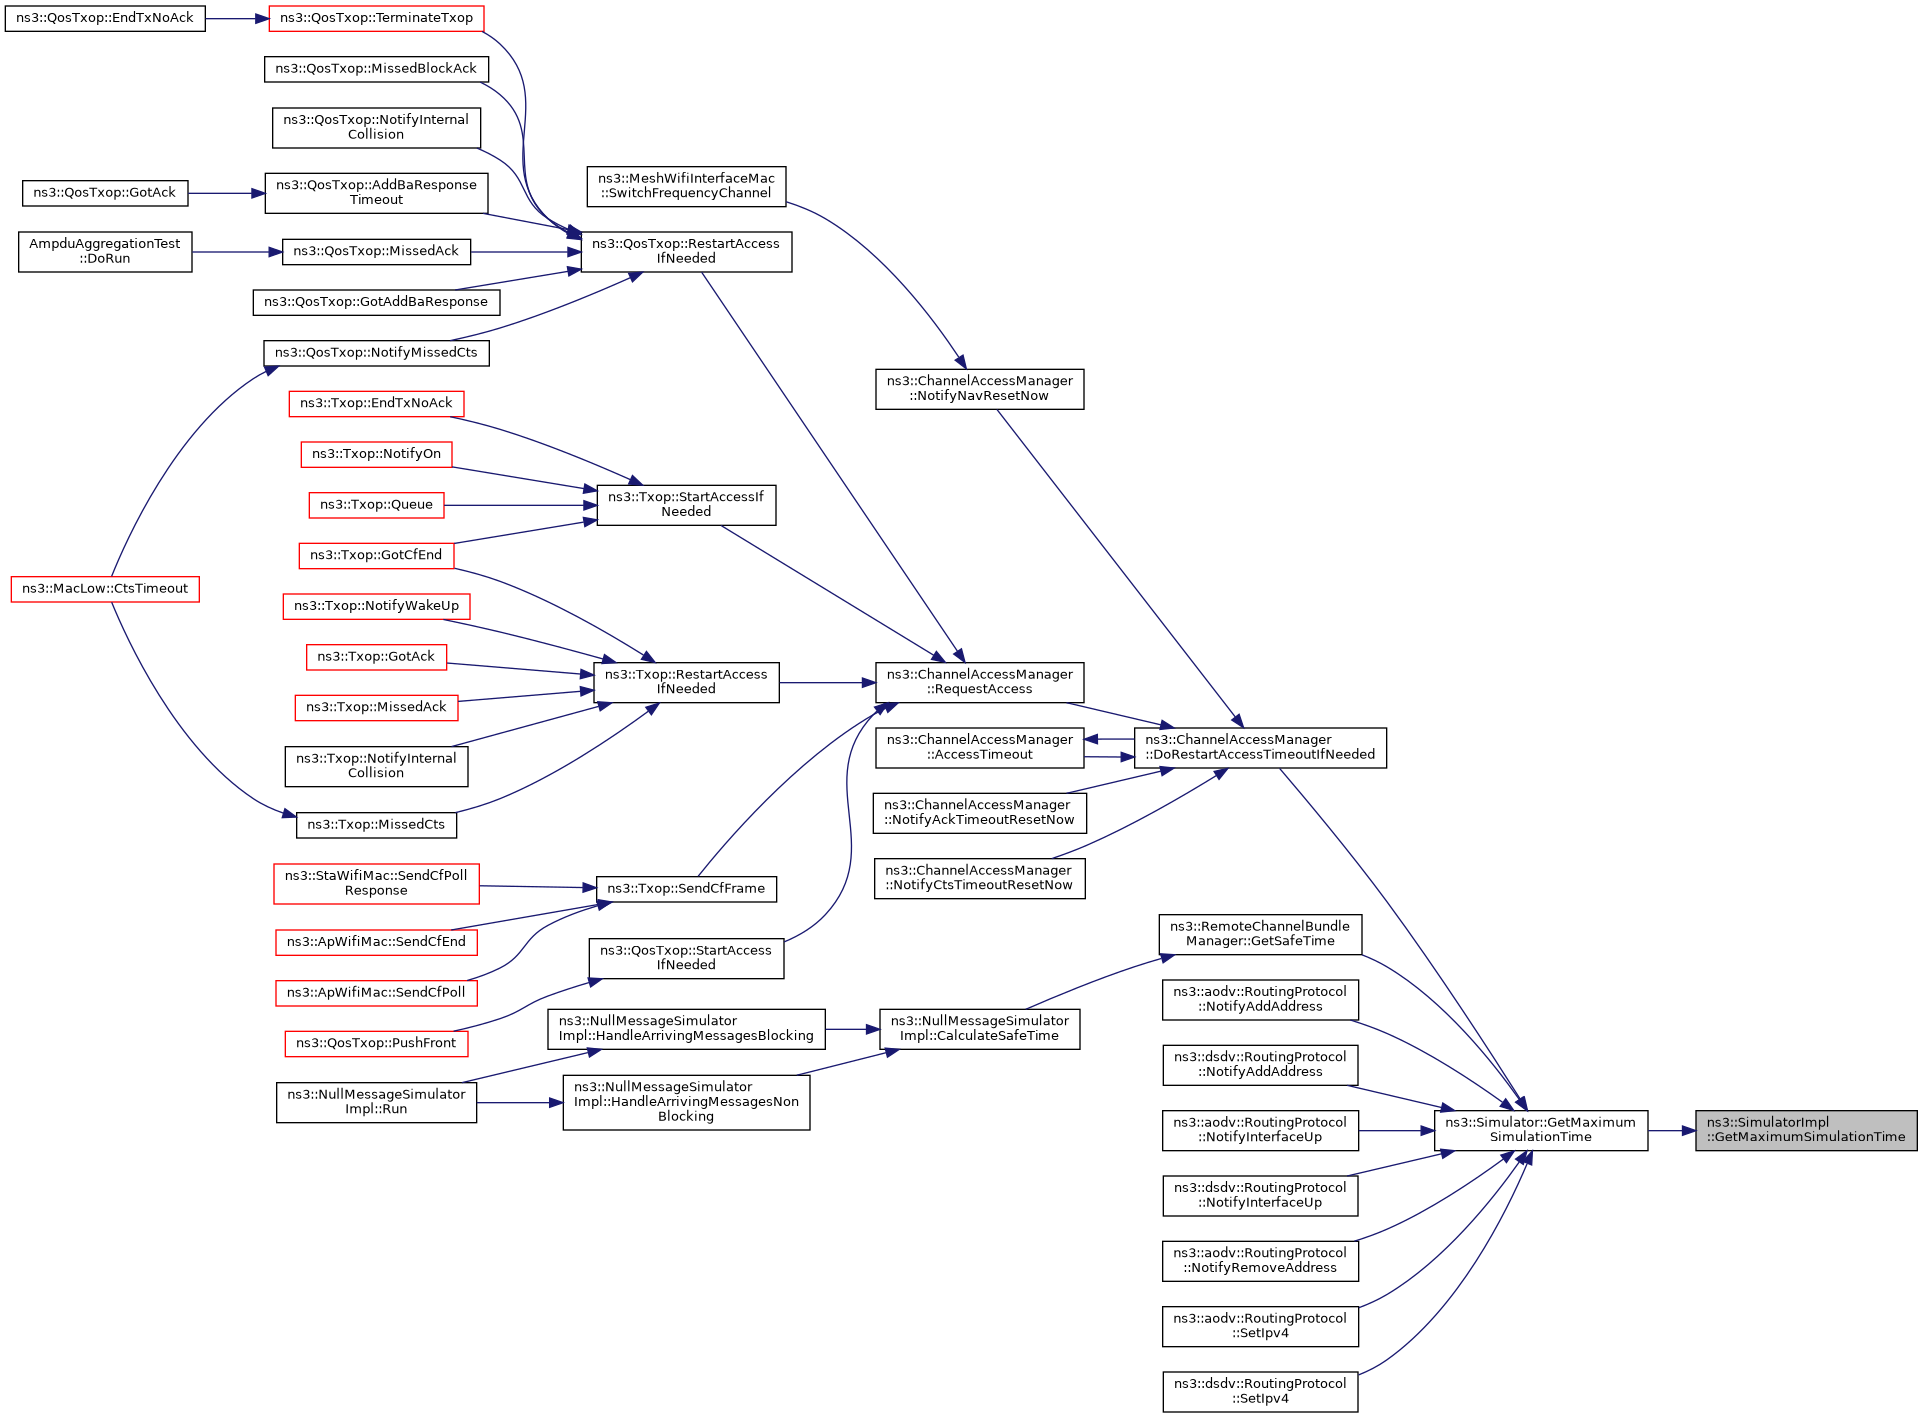 ns3::QosTxop::EndTxNoAck
ns3::QosTxop::TerminateTxop
ns3::QosTxop::MissedBlockAck
ns3::QosTxop::NotifyInternal
Collision
ns3::QosTxop::GotAck
ns3::QosTxop::AddBaResponse
Timeout
AmpduAggregationTest
::DoRun
ns3::QosTxop::MissedAck
ns3::QosTxop::GotAddBaResponse
ns3::QosTxop::NotifyMissedCts
ns3::MeshWifiInterfaceMac
::SwitchFrequencyChannel
ns3::QosTxop::RestartAccess
IfNeeded
ns3::ChannelAccessManager
::NotifyNavResetNow
ns3::Txop::EndTxNoAck
ns3::Txop::NotifyOn
ns3::Txop::Queue
ns3::Txop::GotCfEnd
ns3::Txop::StartAccessIf
Needed
ns3::MacLow::CtsTimeout
ns3::Txop::NotifyWakeUp
ns3::Txop::GotAck
ns3::Txop::MissedAck
ns3::Txop::NotifyInternal
Collision
ns3::Txop::MissedCts
ns3::Txop::RestartAccess
IfNeeded
ns3::ChannelAccessManager
::RequestAccess
ns3::ChannelAccessManager
::AccessTimeout
ns3::ChannelAccessManager
::DoRestartAccessTimeoutIfNeeded
ns3::ChannelAccessManager
::NotifyAckTimeoutResetNow
ns3::ChannelAccessManager
::NotifyCtsTimeoutResetNow
ns3::StaWifiMac::SendCfPoll
Response
ns3::Txop::SendCfFrame
ns3::ApWifiMac::SendCfEnd
ns3::ApWifiMac::SendCfPoll
ns3::QosTxop::StartAccess
IfNeeded
ns3::QosTxop::PushFront
ns3::RemoteChannelBundle
Manager::GetSafeTime
ns3::NullMessageSimulator
Impl::HandleArrivingMessagesBlocking
ns3::NullMessageSimulator
Impl::CalculateSafeTime
ns3::NullMessageSimulator
Impl::Run
ns3::NullMessageSimulator
Impl::HandleArrivingMessagesNon
Blocking
ns3::aodv::RoutingProtocol
::NotifyAddAddress
ns3::dsdv::RoutingProtocol
::NotifyAddAddress
ns3::aodv::RoutingProtocol
::NotifyInterfaceUp
ns3::dsdv::RoutingProtocol
::NotifyInterfaceUp
ns3::aodv::RoutingProtocol
::NotifyRemoveAddress
ns3::aodv::RoutingProtocol
::SetIpv4
ns3::dsdv::RoutingProtocol
::SetIpv4
ns3::Simulator::GetMaximum
SimulationTime
ns3::SimulatorImpl
::GetMaximumSimulationTime